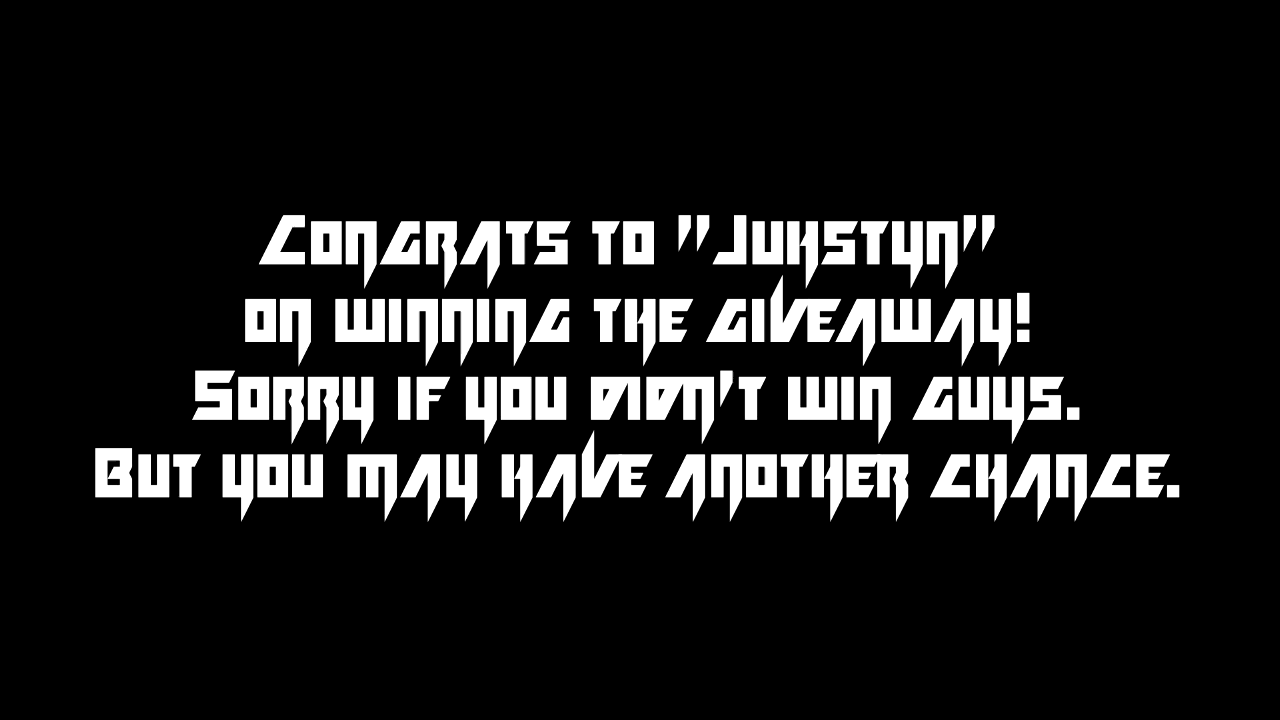 Congrats to "Jukstyn"
on winning the giveaway!
Sorry if you didn't win guys.
But you may have another chance.